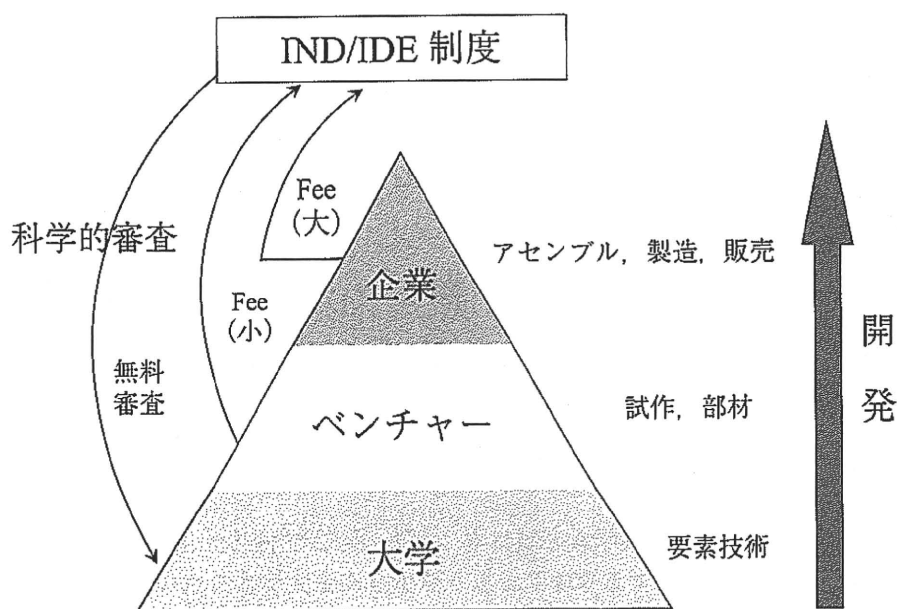 IND/IDE 制度
Fee
(大)
科学的審査
企業
アセンブル, 製造, 販売
Fee
(小)
開
発
無料
審査
ベンチャー
試作, 部材
大学
要素技術